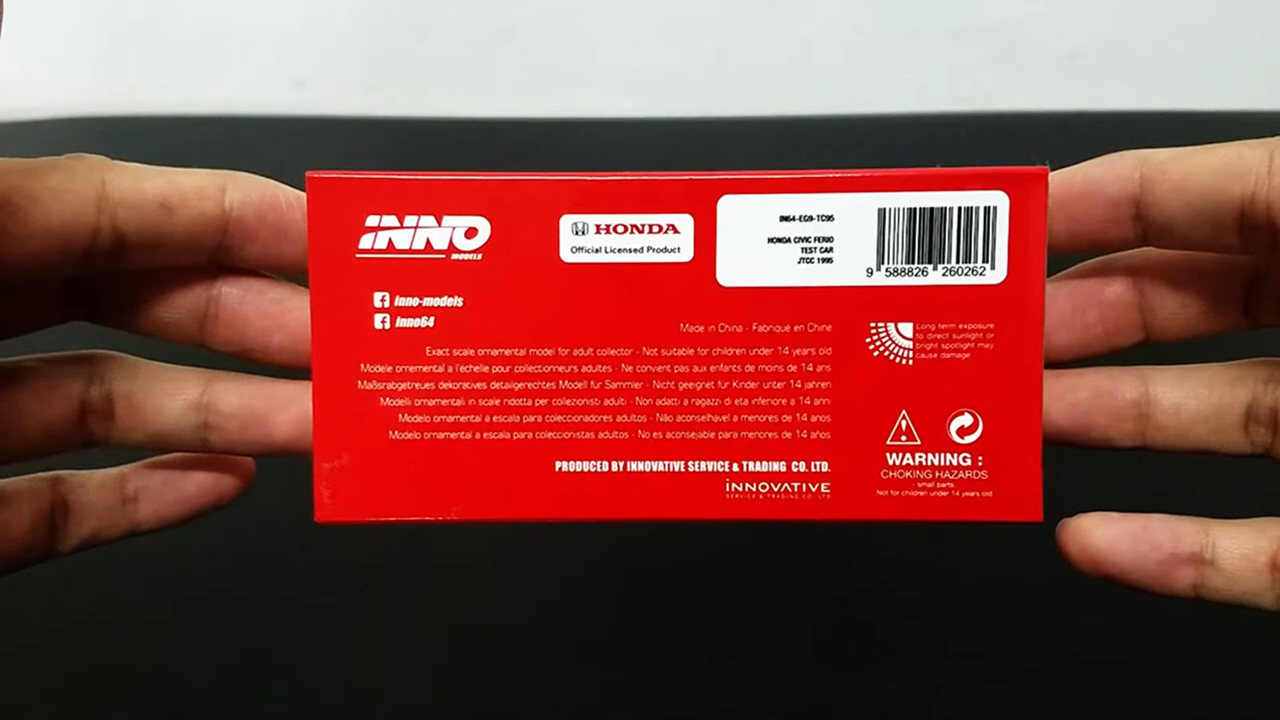 INNO
MODELS
HONDA
Official Licensed Product
IN64-EG9-TC95
HONDA CIVIC FERIO
TEST CAR
JTCC 1995
9 588826 260262
inno-models
inno64
Made in China - Fabrique en Chine
Long term exposure
to direct sunlight or
bright spotlight may
cause damage
Exact scale ornamental model for adult collector - Not suitable for children under 14 years old
Modele ornemental a l'échelle pour collectionneurs adultes - Ne convient pas aux enfants de moins de 14 ans
Maßsrabgetreues dekoratives detailgerechtes Modell für Sammler - Nicht geeignet für Kinder unter 14 jahren
Modelli ornamentali in scale ridotta per collezionisti adulti - Non adatti a ragazzi di eta inferiore a 14 anni
Modelo ornamental a escala para coleccionadores adultos - Não aconselhável a menores de 14 anos
Modelo ornamental a escala para coleccionistas adultos - No es aconsejable para menores de 14 años
PRODUCED BY INNOVATIVE SERVICE & TRADING CO. LTD.
INNOVATIVE
SERVICE & TRADING CO. LTD
WARNING :
CHOKING HAZARDS
- small parts.
Not for children under 14 years old